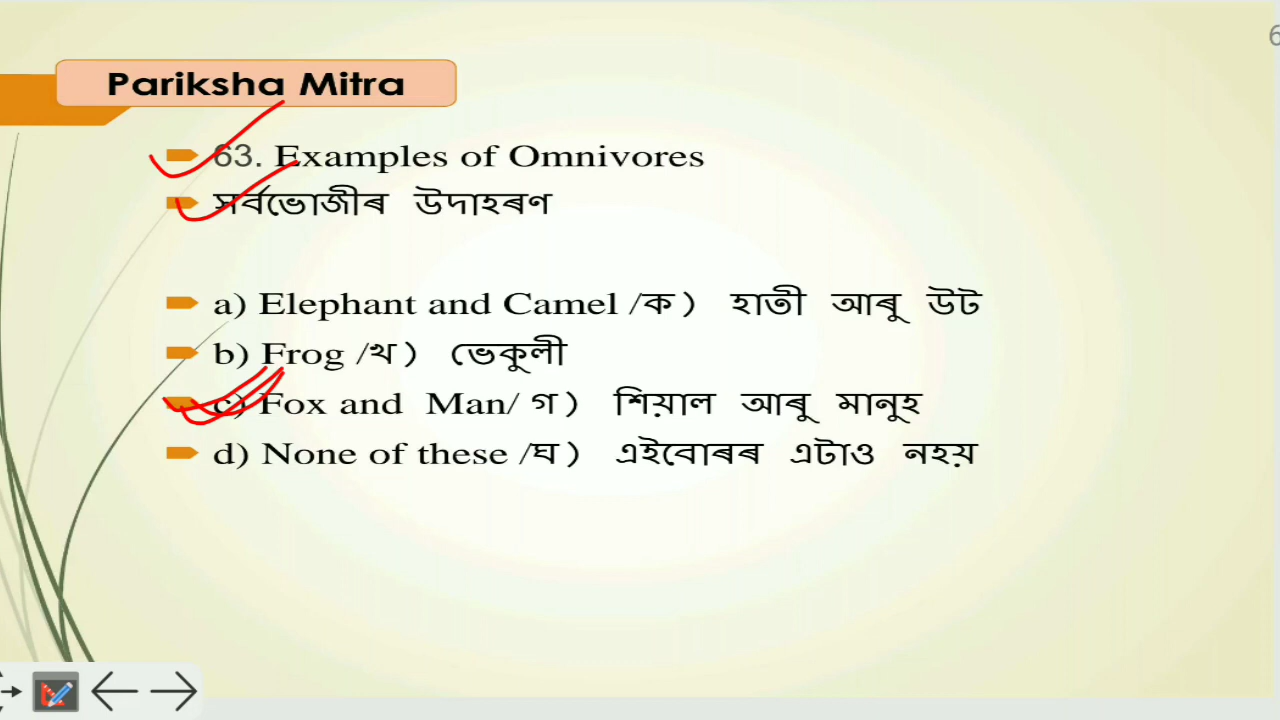 6
Pariksha Mitra
63. Examples of Omnivores
সৰ্বভোজীৰ উদাহৰণ
a) Elephant and Camel /ক) হাতী আৰু উট
b) Frog /খ) ভেকুলী
c) Fox and Man/ গ) শিয়াল আৰু মানুহ
d) None of these /ঘ) এইবোৰৰ এটাও নহয়